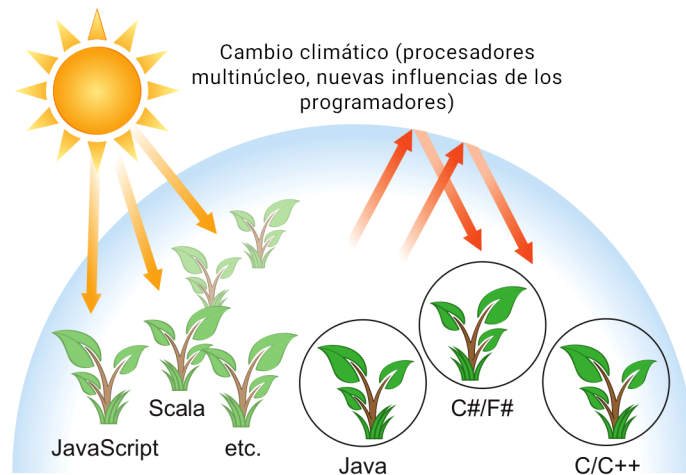 Cambio climático (procesadores
multinúcleo, nuevas influencias de los
programadores)
Scala
C#/F#
JavaScript
etc.
Java
C/C++